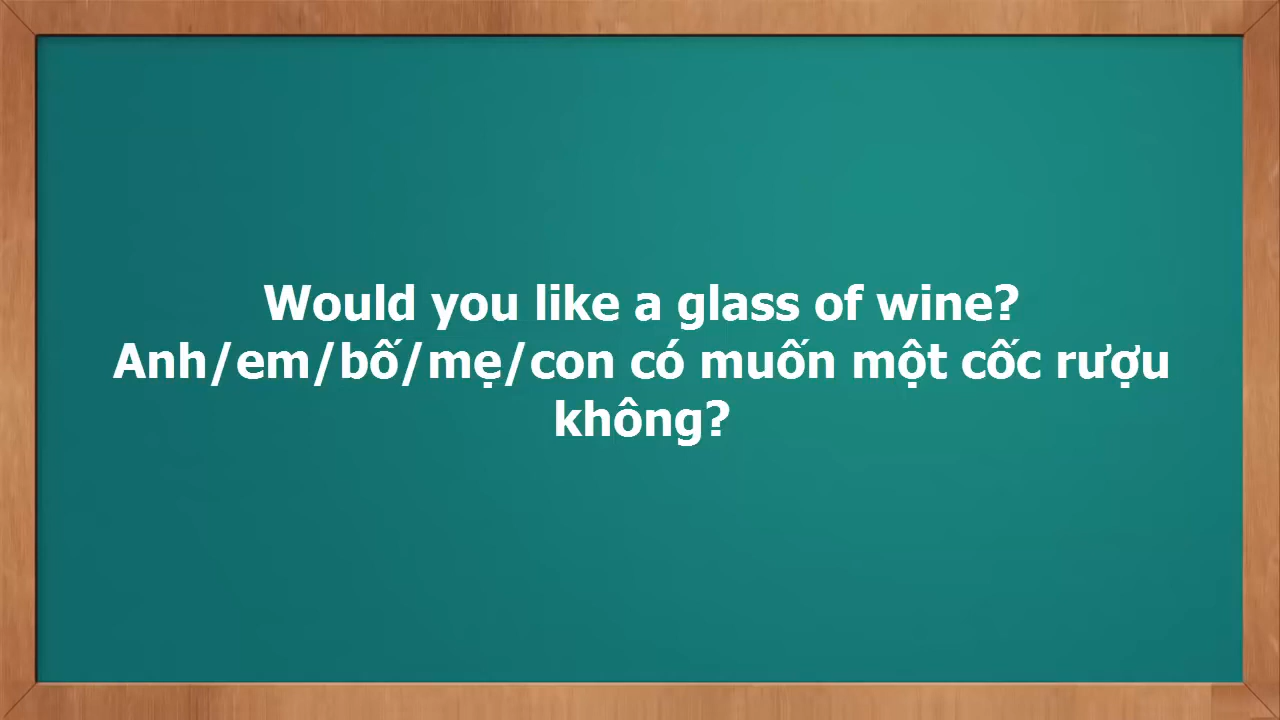 Would you like a glass of wine?
Anh/em/bố/mẹ/con có muốn một cốc rượu
không?